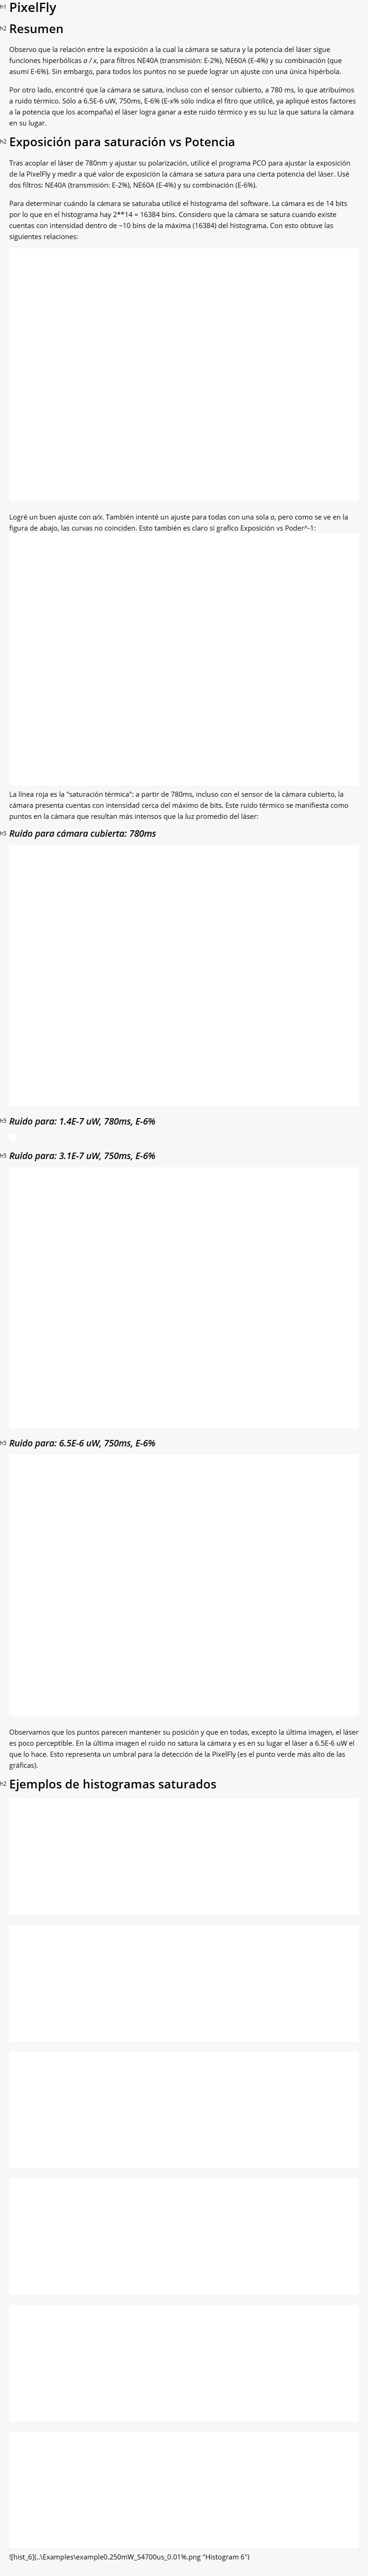 h1 PixelFly
h2 Resumen
Observo que la relación entre la exposición a la cual la cámara se satura y la potencia del láser sigue
funciones hiperbólicas a / x, para filtros NE40A (transmisión: E-2%), NE60A (E-4%) y su combinación (que
asumí E-6%). Sin embargo, para todos los puntos no se puede lograr un ajuste con una única hipérbola.
Por otro lado, encontré que la cámara se satura, incluso con el sensor cubierto, a 780 ms, lo que atribuímos
a ruido térmico. Sólo a 6.5E-6 uW, 750ms, E-6% (E-x% sólo indica el fitro que utilicé, ya apliqué estos factores
a la potencia que los acompaña) el láser logra ganar a este ruido térmico y es su luz la que satura la cámara
en su lugar.
h2 Exposición para saturación vs Potencia
Tras acoplar el láser de 780nm y ajustar su polarización, utilicé el programa PCO para ajustar la exposición
de la PixelFly y medir a qué valor de exposición la cámara se satura para una cierta potencia del láser. Usé
dos filtros: NE40A (transmisión: E-2%), NE60A (E-4%) y su combinación (E-6%).
Para determinar cuándo la cámara se saturaba utilicé el histograma del software. La cámara es de 14 bits
por lo que en el histograma hay 2**14 = 16384 bins. Considero que la cámara se satura cuando existe
cuentas con intensidad dentro de ~10 bins de la máxima (16384) del histograma. Con esto obtuve las
siguientes relaciones:
Logré un buen ajuste con a/x. También intenté un ajuste para todas con una sola a, pero como se ve en la
figura de abajo, las curvas no coinciden. Esto también es claro si grafico Exposición vs Poder^-1:
La línea roja es la "saturación térmica": a partir de 780ms, incluso con el sensor de la cámara cubierto, la
cámara presenta cuentas con intensidad cerca del máximo de bits. Este ruido térmico se manifiesta como
puntos en la cámara que resultan más intensos que la luz promedio del láser:
h5 Ruido para cámara cubierta: 780ms
h5 Ruido para: 1.4E-7 uW, 780ms, E-6%
h5 Ruido para: 3.1E-7 uW, 750ms, E-6%
h5 Ruido para: 6.5E-6 uW, 750ms, E-6%
Observamos que los puntos parecen mantener su posición y que en todas, excepto la última imagen, el láser
es poco perceptible. En la última imagen el ruido no satura la cámara y es en su lugar el láser a 6.5E-6 uW el
que lo hace. Esto representa un umbral para la detección de la PixelFly (es el punto verde más alto de las
gráficas).
h2 Ejemplos de histogramas saturados
![hist_6](..\Examples\example0.250mW_S4700us_0.01%.png "Histogram 6")